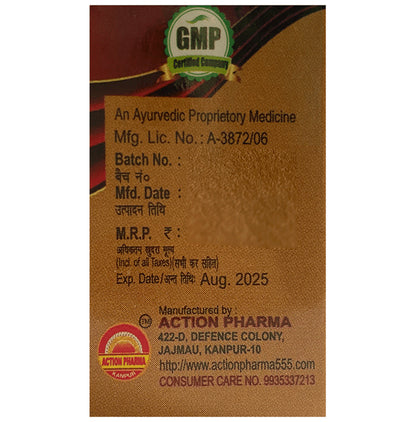 GMP
Certified Company
An Ayurvedic Proprietory Medicine
Mfg. Lic. No. : A-3872/06
Batch No. :
बैच नं०
Mfd. Date :
उत्पादन तिथि
M.R.P. ₹ :
अधिकतम खुदरा मूल्य
(Incl. of all Taxes) (सभी कर सहित)
Exp. Date/अन्त तिथिः Aug. 2025
Manufactured by :
TM ACTION PHARMA
422-D, DEFENCE COLONY,
JAJMAU, KANPUR-10
http://www.actionpharma555.com
CONSUMER CARE NO. 9935337213
ACTION PHARMA
KANPUR